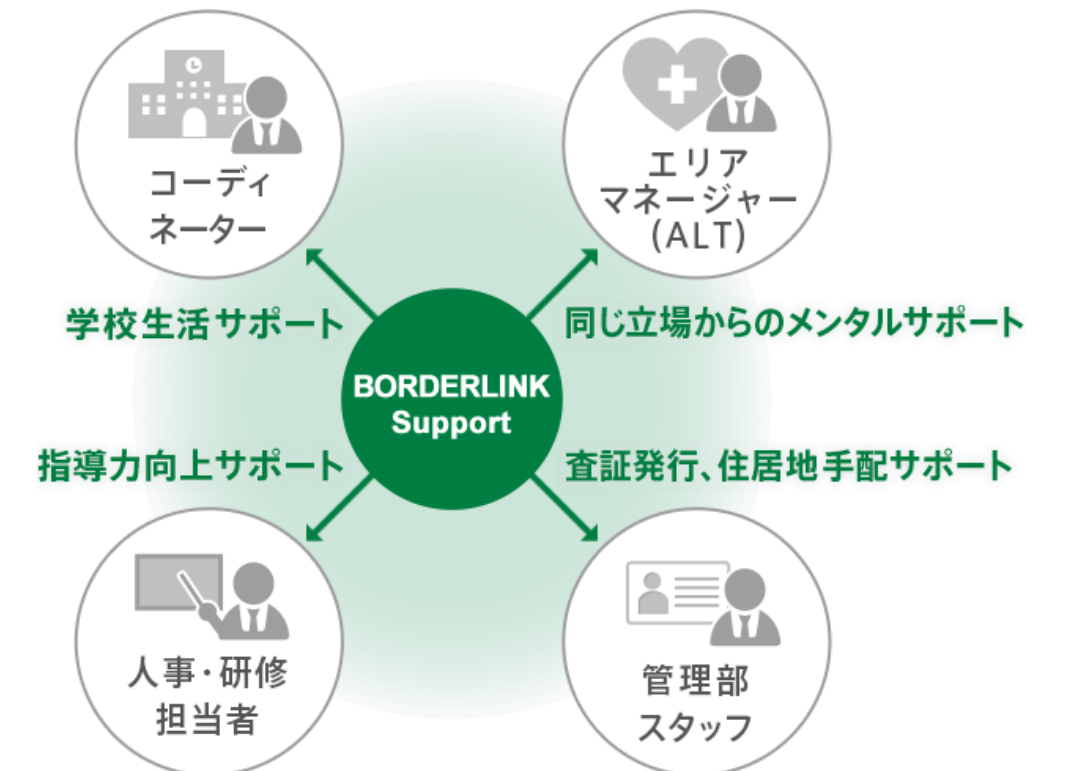 コーディ
ネーター
エリア
マネージャー
(ALT)
学校生活サポート
同じ立場からのメンタルサポート
BORDERLINK
Support
指導力向上サポート
査証発行、住居地手配サポート
人事・研修
担当者
管理部
スタッフ